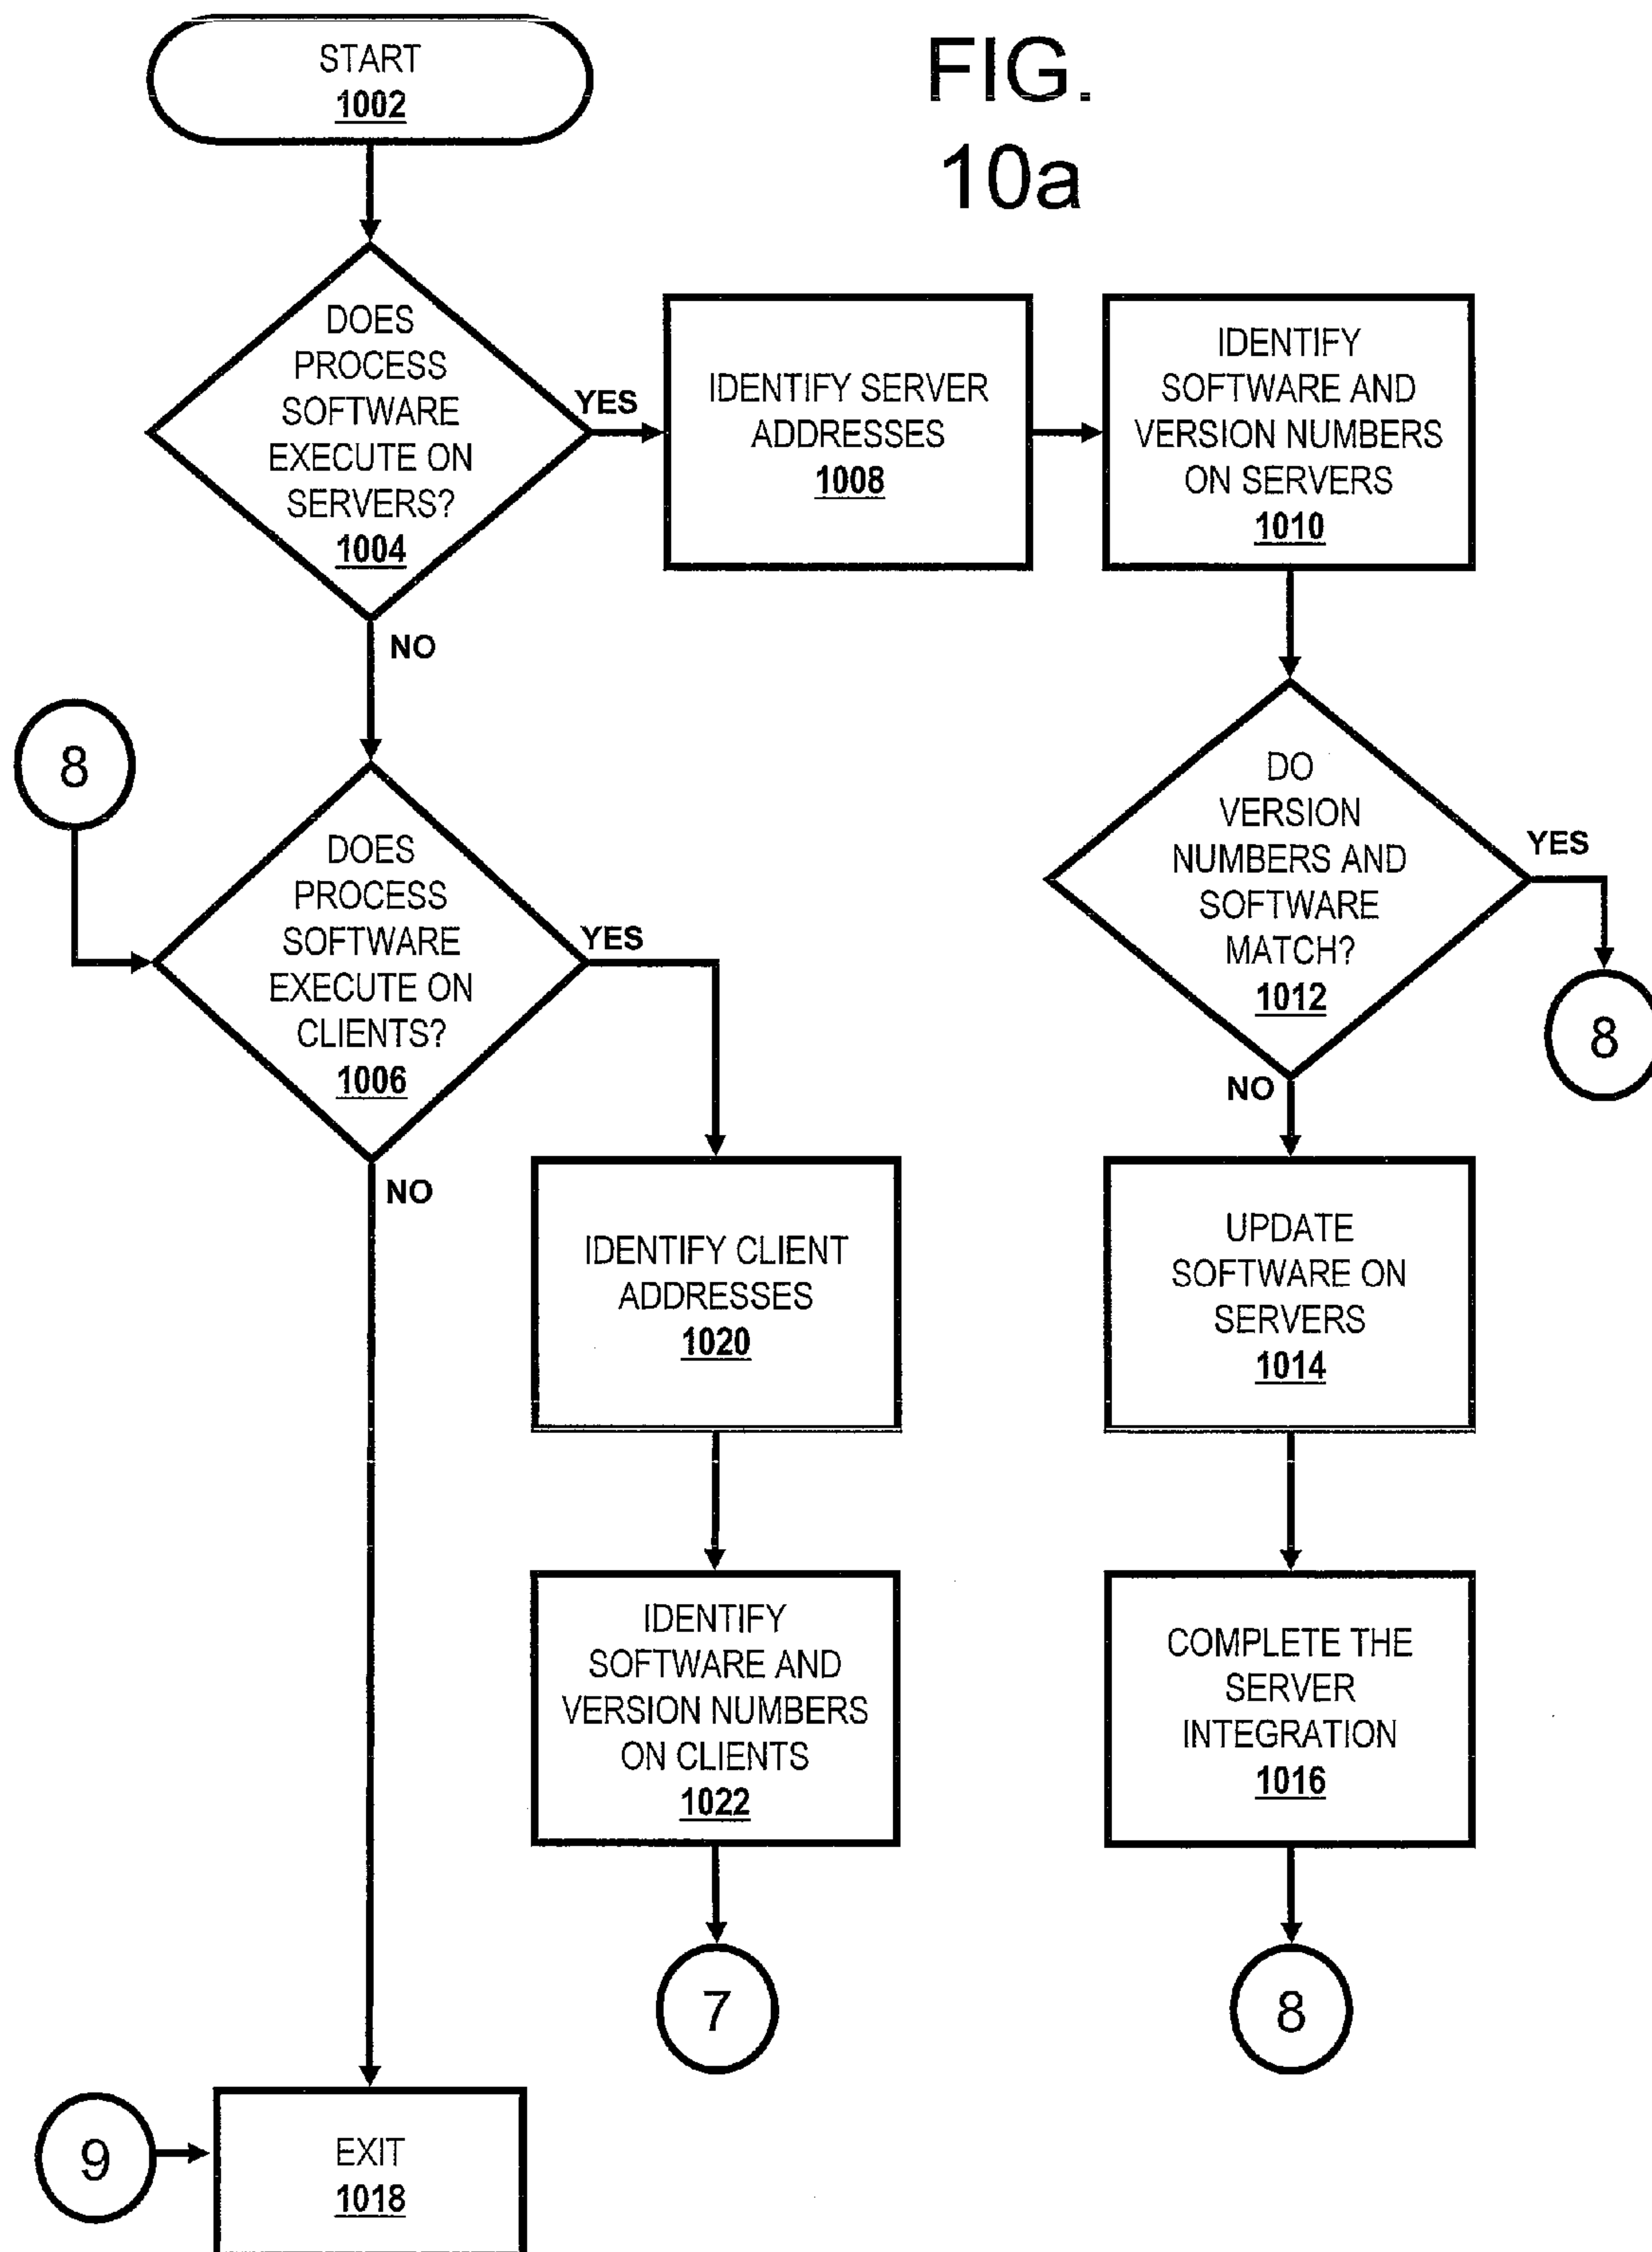 START
1002
FIG.
10a
DOES
PROCESS
SOFTWARE
EXECUTE ON
SERVERS?
1004
YES
IDENTIFY SERVER
ADDRESSES
1008
IDENTIFY
SOFTWARE AND
VERSION NUMBERS
ON SERVERS
1010
NO
8
DOES
PROCESS
SOFTWARE
EXECUTE ON
CLIENTS?
1006
YES
DO
VERSION
NUMBERS AND
SOFTWARE
MATCH?
1012
YES
8
NO
NO
IDENTIFY CLIENT
ADDRESSES
1020
UPDATE
SOFTWARE ON
SERVERS
1014
IDENTIFY
SOFTWARE AND
VERSION NUMBERS
ON CLIENTS
1022
COMPLETE THE
SERVER
INTEGRATION
1016
7
8
9
EXIT
1018